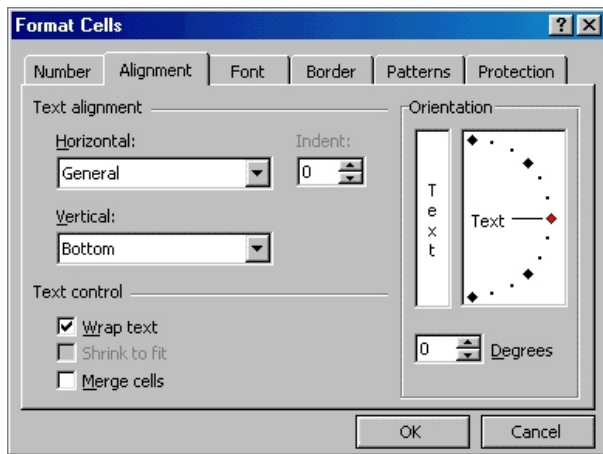 Format Cells
Number Alignment Font Border Patterns Protection
Text alignment
Horizontal: Indent:
General 0
Vertical:
Bottom
Text control
Wrap text
Shrink to fit
Merge cells
Orientation
Text
Text
0 Degrees
OK Cancel